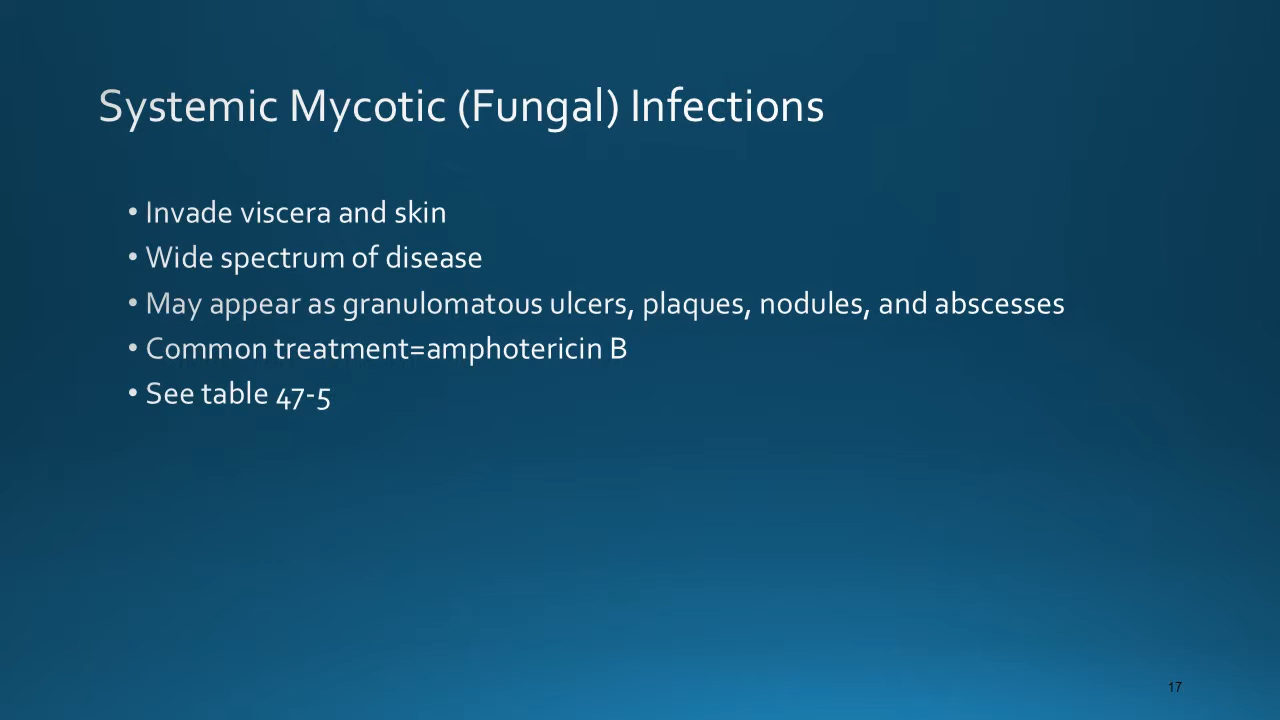 Systemic Mycotic (Fungal) Infections
• Invade viscera and skin
• Wide spectrum of disease
• May appear as granulomatous ulcers, plaques, nodules, and abscesses
• Common treatment=amphotericin B
• See table 47-5
17